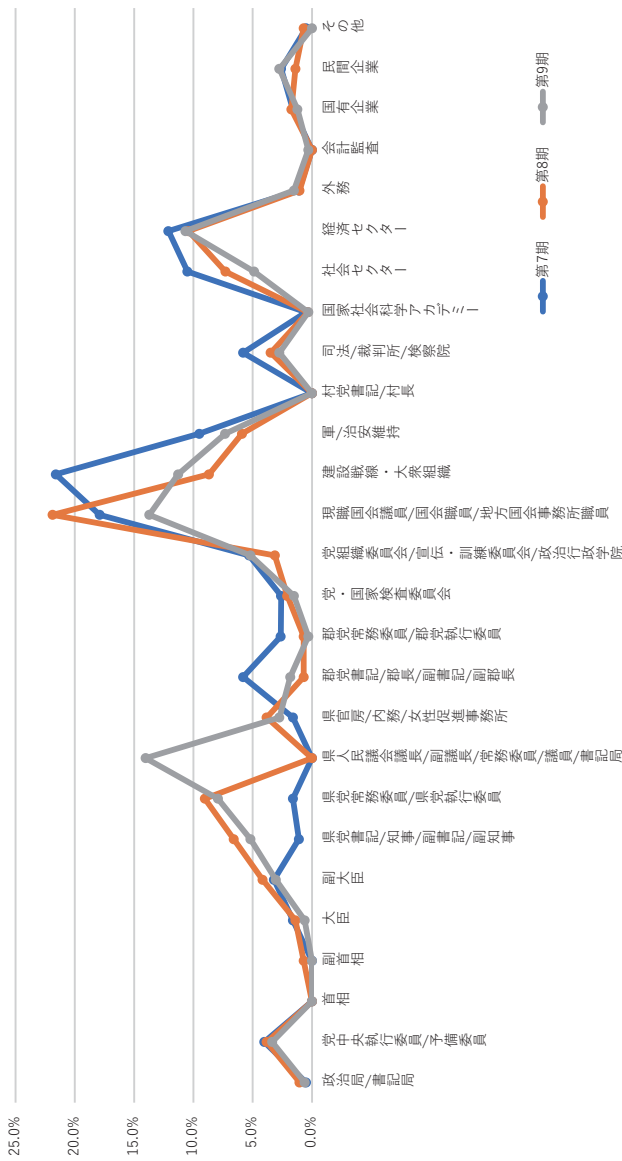 25.0%
20.0%
15.0%
10.0%
5.0%
0.0%
政治局/書記局
党中央執行委員/予備委員
首相
副首相
大臣
副大臣
県党書記/知事/副書記/副知事
県党常務委員/県党執行委員
県人民議会議長/副議長/常務委員/議員/書記局
県官房/内務/女性促進事務所
郡党書記/郡長/副書記/副郡長
郡党常務委員/郡党執行委員
党・国家検査委員会
党組織委員会/宣伝・訓練委員会/政治行政学院
現職国会議員/国会職員/地方国会事務所職員
建設戦線・大衆組織
軍/治安維持
村党書記/村長
司法/裁判所/検察院
国家社会科学アカデミー
社会セクター
経済セクター
外務
会計監査
国有企業
民間企業
その他
第7期
第8期
第9期